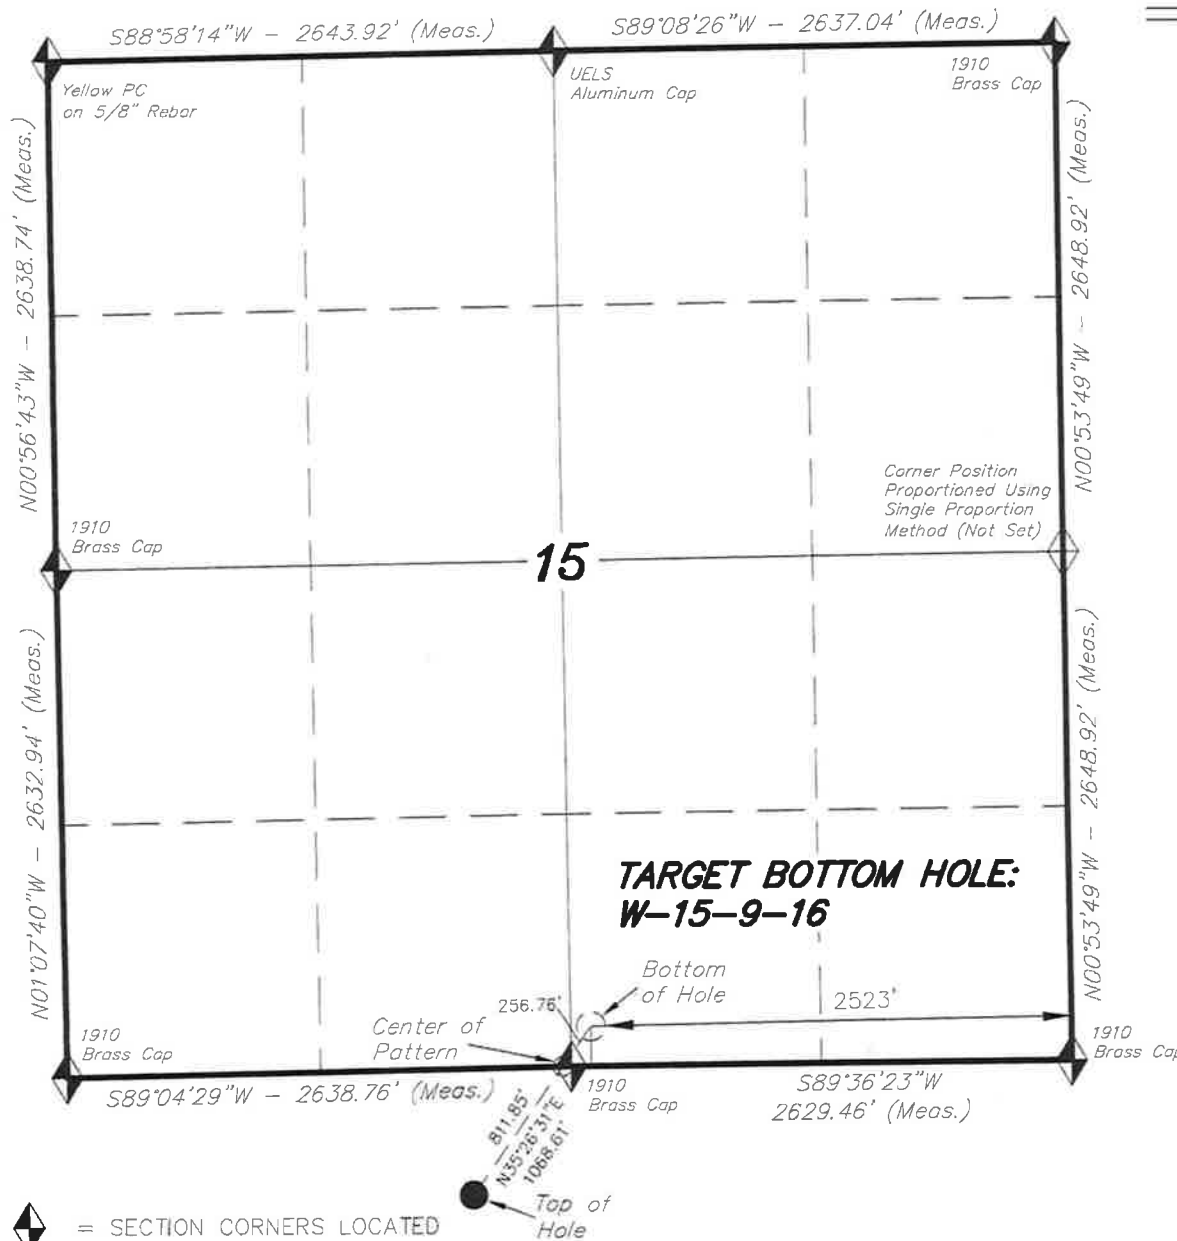 S88°58'14"W - 2643.92' (Meas.)
S89°08'26"W - 2637.04' (Meas.)
Yellow PC
on 5/8" Rebar
UELS
Aluminum Cap
1910
Brass Cap
N00°56'43"W - 2638.74' (Meas.)
N00°53'49"W - 2648.92' (Meas.)
Corner Position
Proportioned Using
Single Proportion
Method (Not Set)
1910
Brass Cap
15
N01°07'40"W - 2632.94' (Meas.)
N00°53'49"W - 2648.92' (Meas.)
TARGET BOTTOM HOLE:
W-15-9-16
Bottom
of Hole
256.76'
2523'
Center of
Pattern
1910
Brass Cap
1910
Brass Cap
S89°04'29"W - 2638.76' (Meas.)
1910
Brass Cap
S89°36'23"W
2629.46' (Meas.)
811.85'
N35°26'31"E
1068.61'
Top of
Hole
= SECTION CORNERS LOCATED